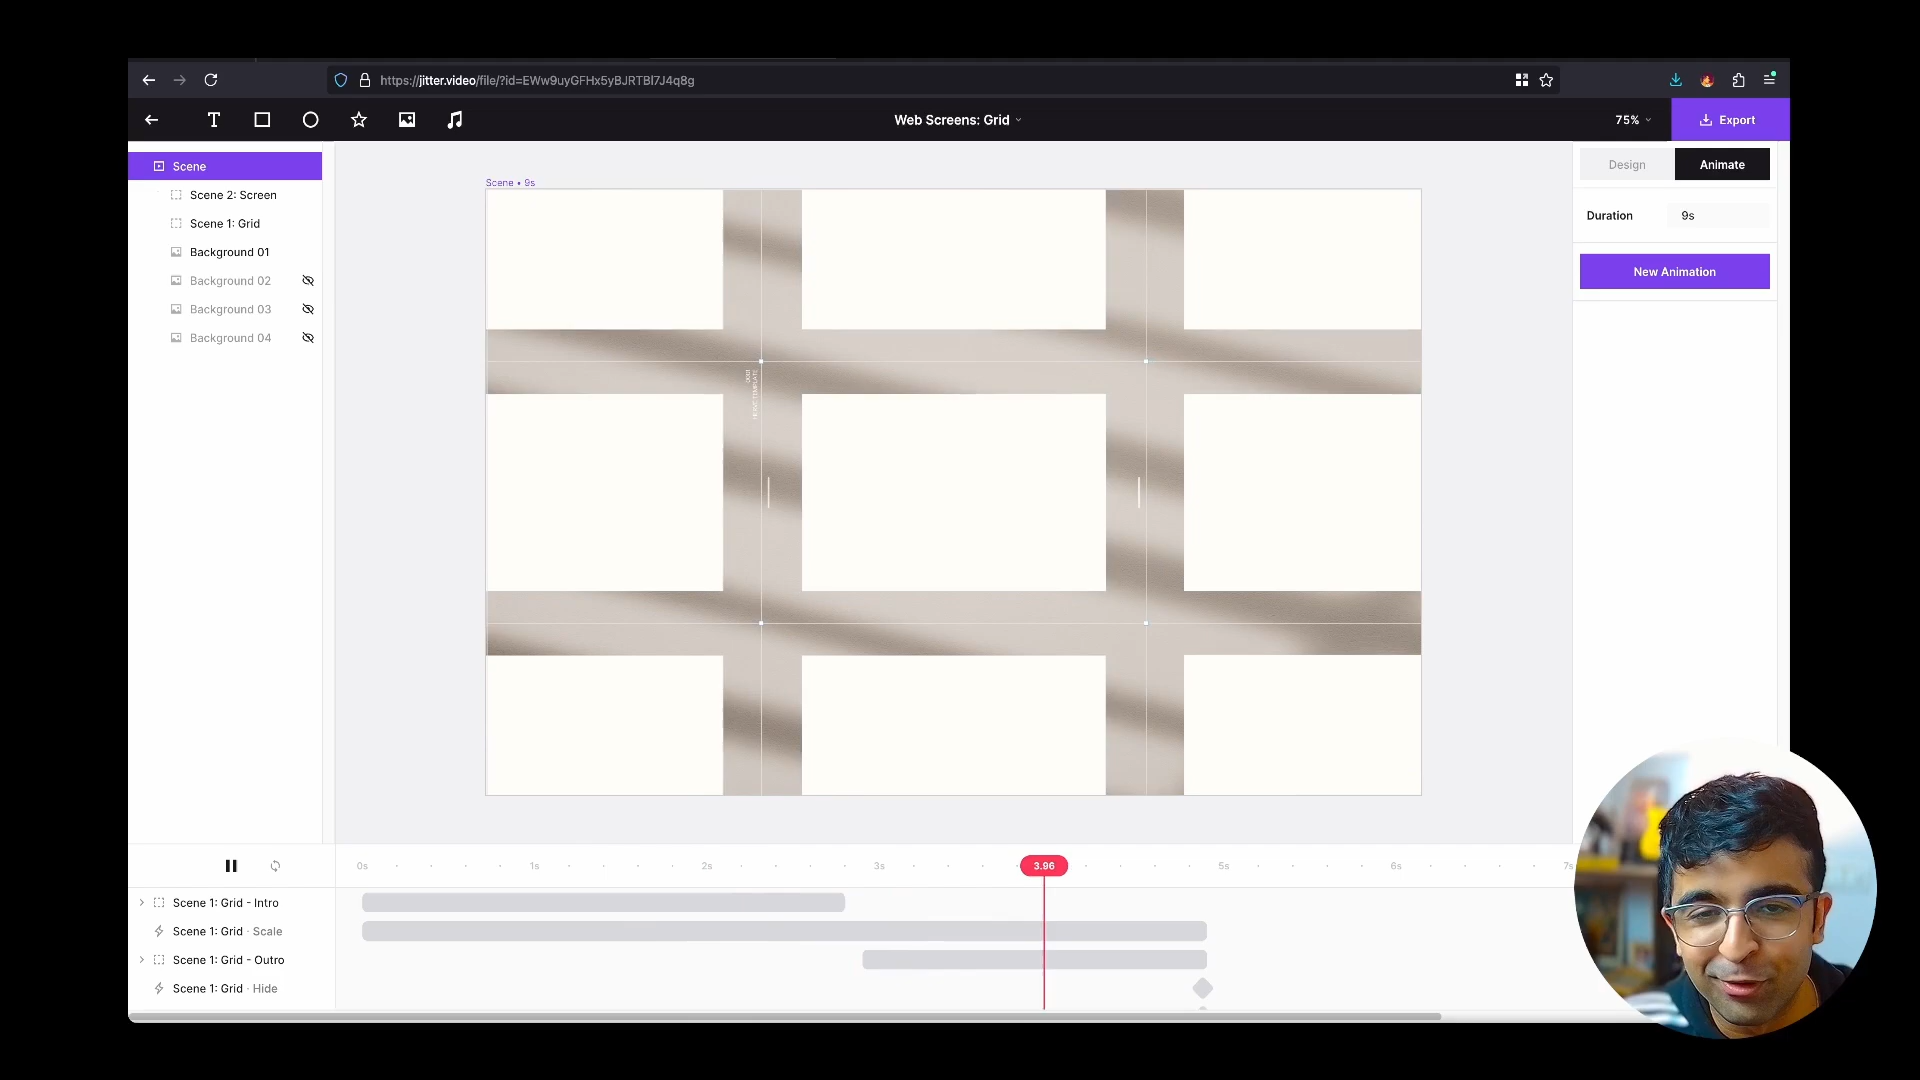 https://jitter.video/file/?id=EWw9uyGFHx5yBJRTBl7J4q8g
Web Screens: Grid
75%
Export
Scene
Scene 2: Screen
Scene 1: Grid
Background 01
Background 02
Background 03
Background 04
Scene • 9s
Design
Animate
Duration
9s
New Animation
0s
1s
2s
3s
3.96
5s
6s
7s
Scene 1: Grid - Intro
Scene 1: Grid · Scale
Scene 1: Grid - Outro
Scene 1: Grid · Hide